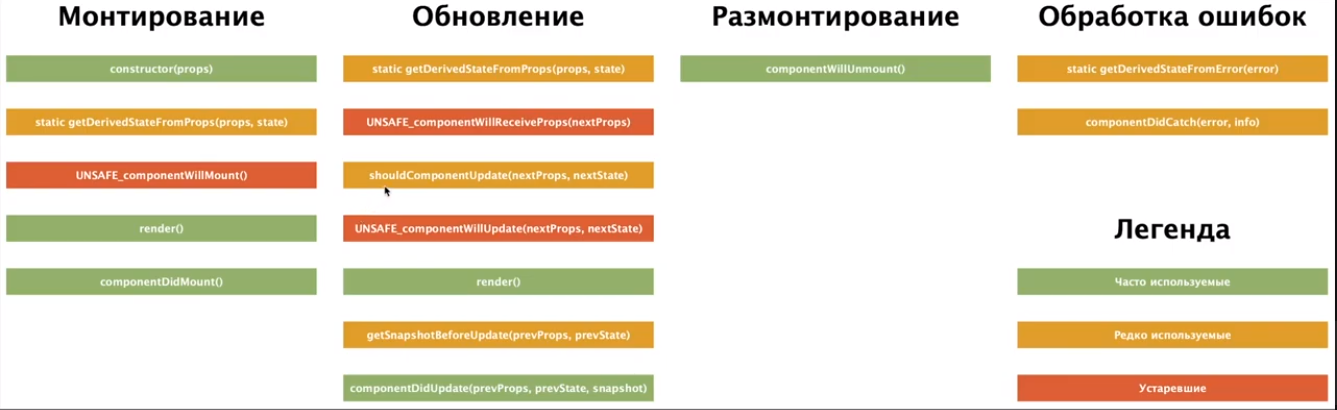 Монтирование
constructor(props)
static getDerivedStateFromProps(props, state)
UNSAFE_componentWillMount()
render()
componentDidMount()
Обновление
static getDerivedStateFromProps(props, state)
UNSAFE_componentWillReceiveProps(nextProps)
shouldComponentUpdate(nextProps, nextState)
UNSAFE_componentWillUpdate(nextProps, nextState)
render()
getSnapshotBeforeUpdate(prevProps, prevState)
componentDidUpdate(prevProps, prevState, snapshot)
Размонтирование
componentWillUnmount()
Обработка ошибок
static getDerivedStateFromError(error)
componentDidCatch(error, info)
Легенда
Часто используемые
Редко используемые
Устаревшие